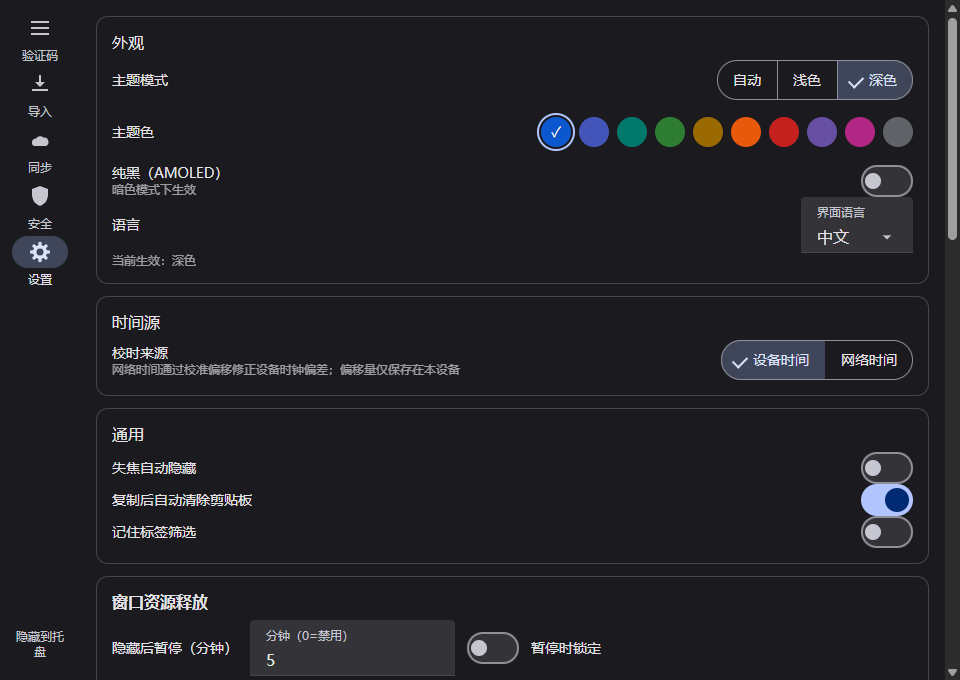 验证码
导入
同步
安全
设置
隐藏到托
盘
外观
主题模式
自动
浅色
深色
主题色
纯黑（AMOLED）
暗色模式下生效
语言
界面语言
中文
当前生效：深色
时间源
校时来源
网络时间通过校准偏移修正设备时钟偏差；偏移量仅保存在本设备
设备时间
网络时间
通用
失焦自动隐藏
复制后自动清除剪贴板
记住标签筛选
窗口资源释放
隐藏后暂停（分钟）
分钟（0=禁用）
5
暂停时锁定